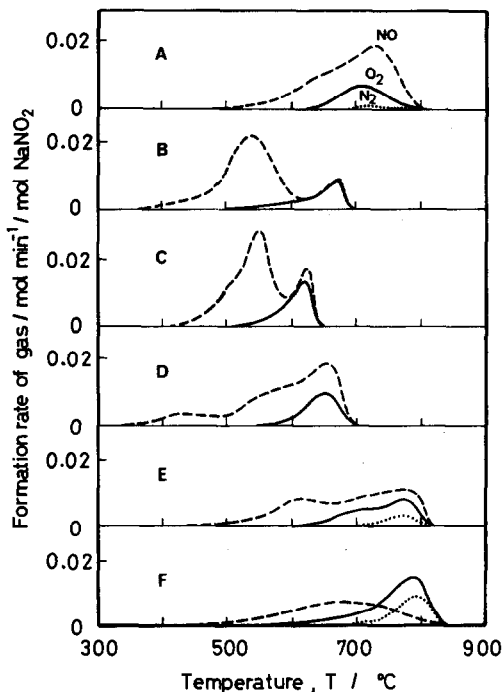 Formation rate of gas / mol min⁻¹ / mol NaNO₂
0.02
0
A
NO
O₂
N₂
0.02
0
B
0.02
0
C
0.02
0
D
0.02
0
E
0.02
0
F
300 500 700 900
Temperature , T / °C